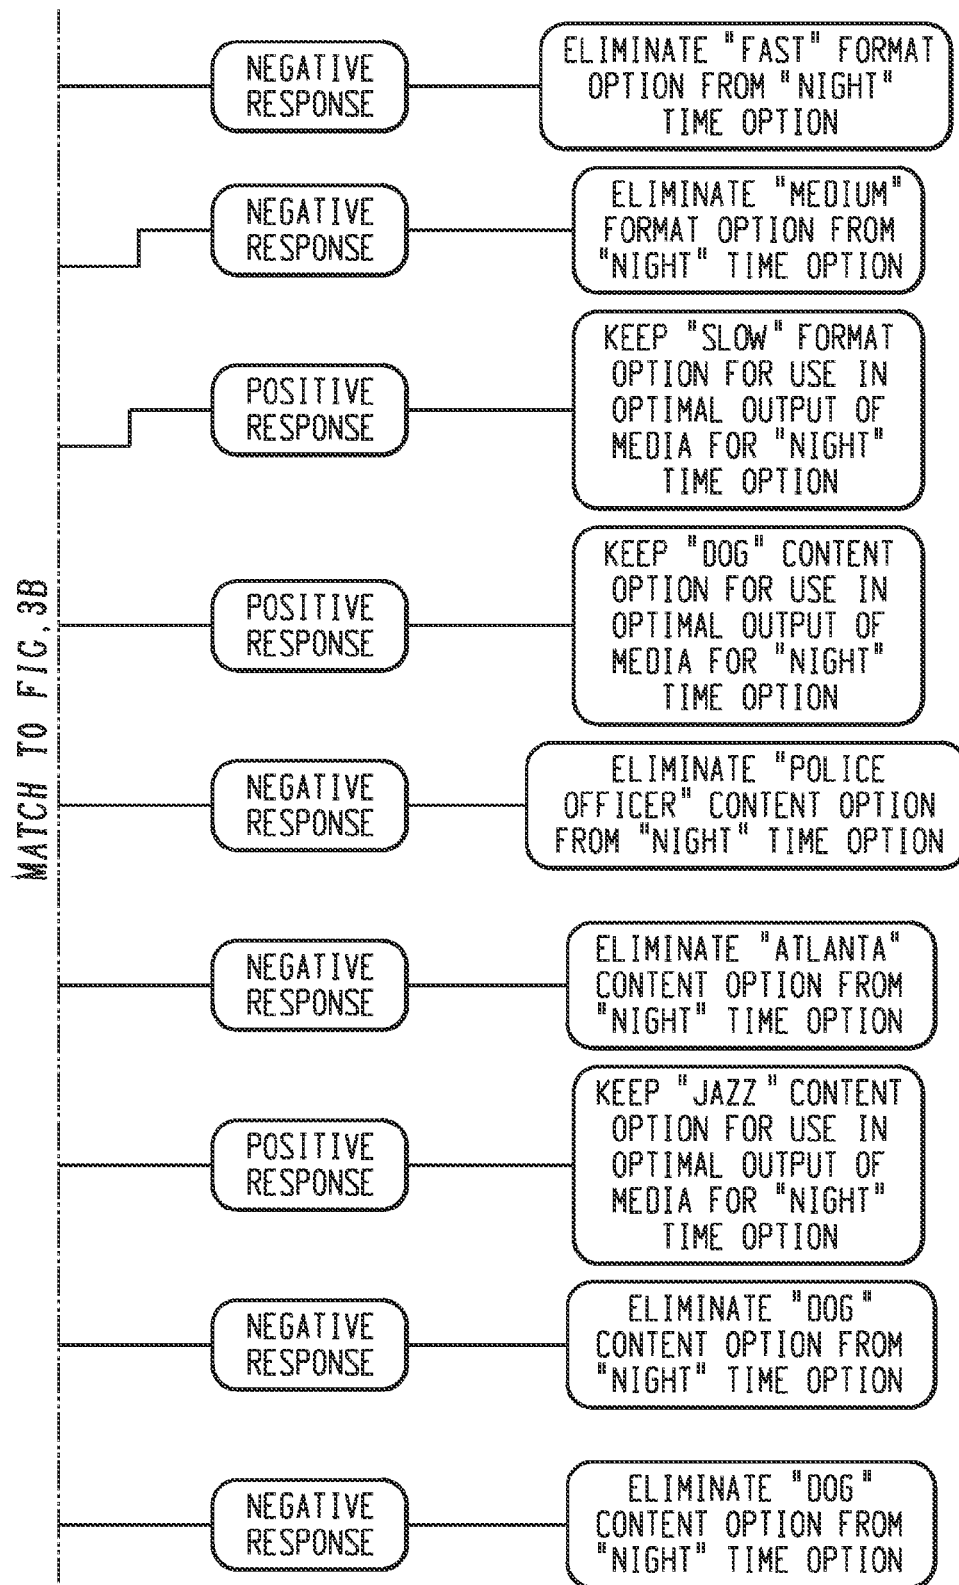 MATCH TO FIG. 3B
NEGATIVE
RESPONSE
ELIMINATE "FAST" FORMAT
OPTION FROM "NIGHT"
TIME OPTION
NEGATIVE
RESPONSE
ELIMINATE "MEDIUM"
FORMAT OPTION FROM
"NIGHT" TIME OPTION
POSITIVE
RESPONSE
KEEP "SLOW" FORMAT
OPTION FOR USE IN
OPTIMAL OUTPUT OF
MEDIA FOR "NIGHT"
TIME OPTION
POSITIVE
RESPONSE
KEEP "DOG" CONTENT
OPTION FOR USE IN
OPTIMAL OUTPUT OF
MEDIA FOR "NIGHT"
TIME OPTION
NEGATIVE
RESPONSE
ELIMINATE "POLICE
OFFICER" CONTENT OPTION
FROM "NIGHT" TIME OPTION
NEGATIVE
RESPONSE
ELIMINATE "ATLANTA"
CONTENT OPTION FROM
"NIGHT" TIME OPTION
POSITIVE
RESPONSE
KEEP "JAZZ" CONTENT
OPTION FOR USE IN
OPTIMAL OUTPUT OF
MEDIA FOR "NIGHT"
TIME OPTION
NEGATIVE
RESPONSE
ELIMINATE "DOG"
CONTENT OPTION FROM
"NIGHT" TIME OPTION
NEGATIVE
RESPONSE
ELIMINATE "DOG"
CONTENT OPTION FROM
"NIGHT" TIME OPTION